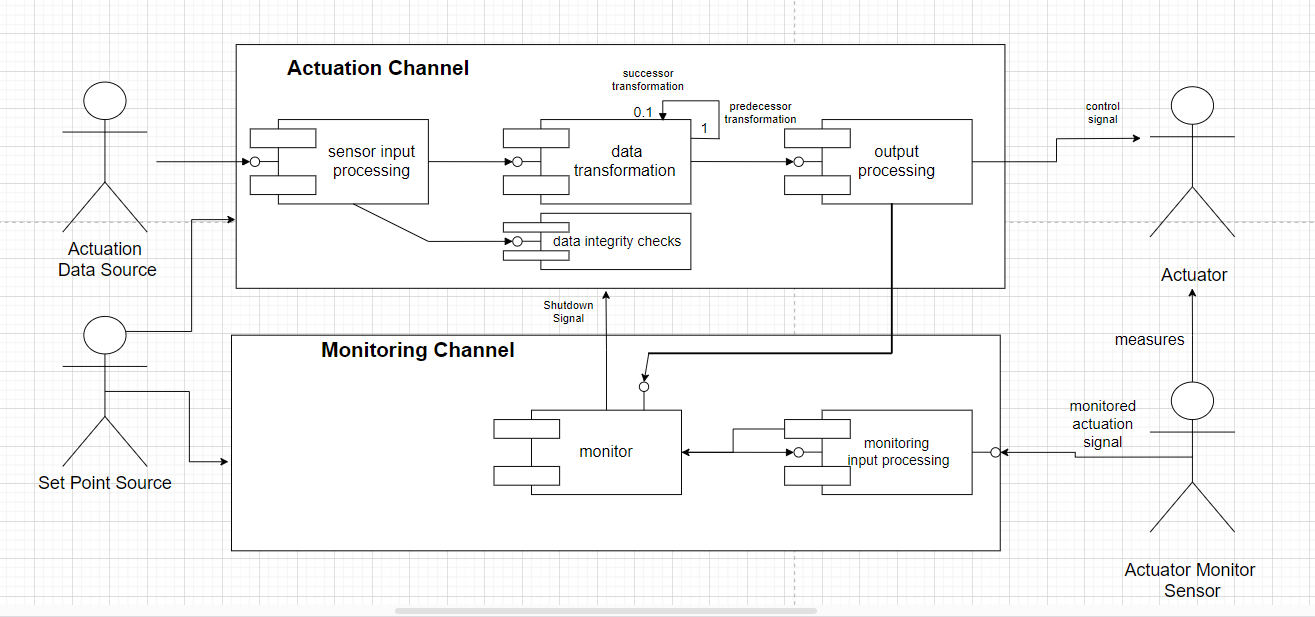 Actuation Channel
successor
transformation
0.1
predecessor
transformation
1
control
signal
sensor input
processing
data
transformation
output
processing
data integrity checks
Actuation
Data Source
Actuator
Shutdown
Signal
Monitoring Channel
measures
monitored
actuation
signal
monitor
monitoring
input processing
Set Point Source
Actuator Monitor
Sensor